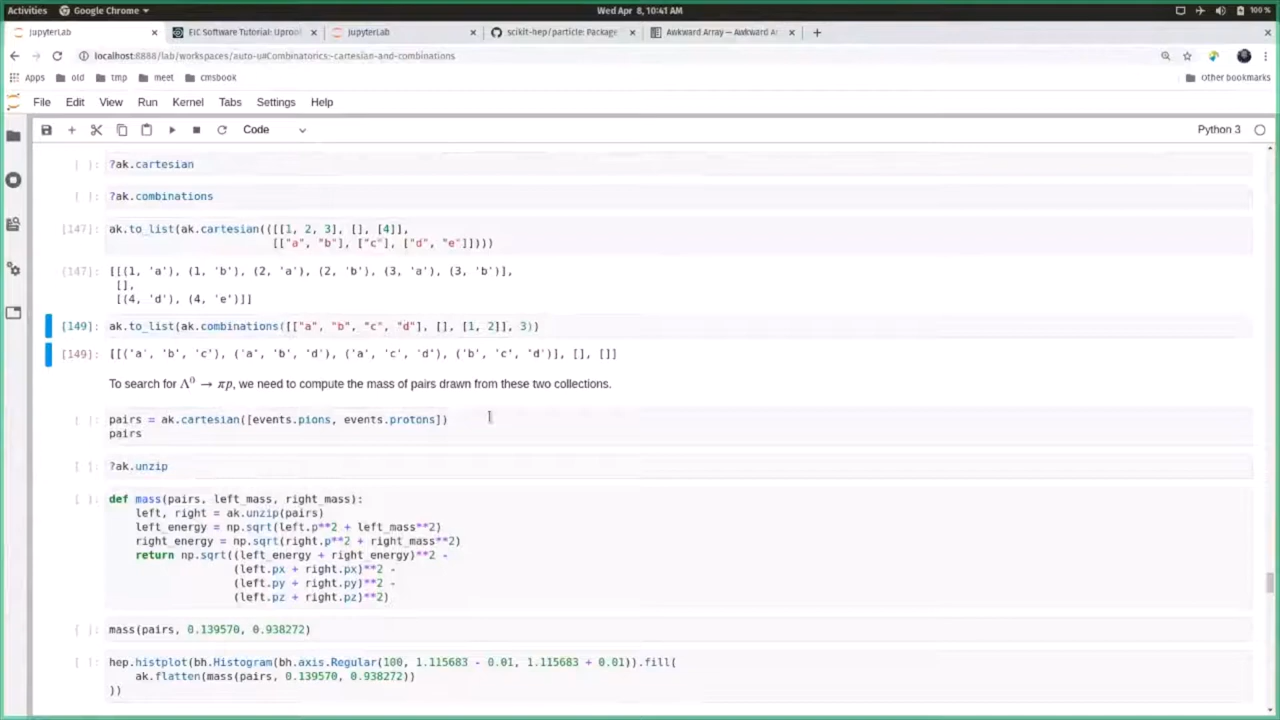 Activities Google Chrome Wed Apr 8, 10:41 AM 100 %
JupyterLab EIC Software Tutorial: Uproo JupyterLab scikit-hep/particle: Package Awkward Array — Awkward Ar
localhost:8888/lab/workspaces/auto-u#Combinatorics:-cartesian-and-combinations
Apps old tmp meet cmsbook Other bookmarks
File Edit View Run Kernel Tabs Settings Help
Code Python 3
[ ]: ?ak.cartesian
[ ]: ?ak.combinations
[147]: ak.to_list(ak.cartesian(([[1, 2, 3], [], [4]],
[["a", "b"], ["c"], ["d", "e"]])))
[147]: [[(1, 'a'), (1, 'b'), (2, 'a'), (2, 'b'), (3, 'a'), (3, 'b')],
[],
[(4, 'd'), (4, 'e')]]
[149]: ak.to_list(ak.combinations([["a", "b", "c", "d"], [], [1, 2]], 3))
[149]: [[('a', 'b', 'c'), ('a', 'b', 'd'), ('a', 'c', 'd'), ('b', 'c', 'd')], [], []]
To search for Λ⁰ → πp, we need to compute the mass of pairs drawn from these two collections.
[ ]: pairs = ak.cartesian([events.pions, events.protons])
pairs
[ ]: ?ak.unzip
[ ]: def mass(pairs, left_mass, right_mass):
left, right = ak.unzip(pairs)
left_energy = np.sqrt(left.p**2 + left_mass**2)
right_energy = np.sqrt(right.p**2 + right_mass**2)
return np.sqrt((left_energy + right_energy)**2 -
(left.px + right.px)**2 -
(left.py + right.py)**2 -
(left.pz + right.pz)**2)
[ ]: mass(pairs, 0.139570, 0.938272)
[ ]: hep.histplot(bh.Histogram(bh.axis.Regular(100, 1.115683 - 0.01, 1.115683 + 0.01)).fill(
ak.flatten(mass(pairs, 0.139570, 0.938272))
))